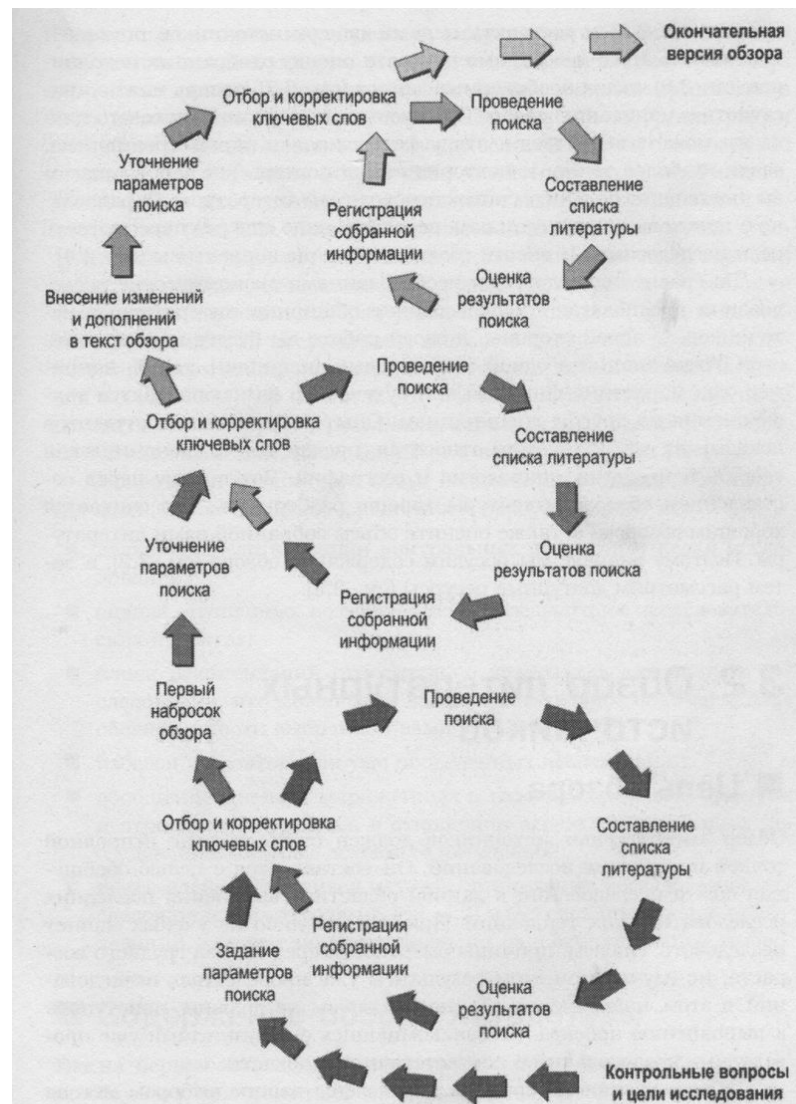 Окончательная
версия обзора
Отбор и корректировка
ключевых слов
Проведение
поиска
Уточнение
параметров
поиска
Составление
литературы
Регистрация
собранной
информации
Оценка
результатов
поиска
Внесение изменений
и дополнений
в текст обзора
Проведение
поиска
Отбор и корректировка
ключевых слов
Составление
списка литературы
Уточнение
параметров
поиска
Оценка
результатов поиска
Регистрация
собранной
информации
Первый
набросок
обзора
Проведение
поиска
Отбор и корректировка
ключевых слов
Составление
списка
литературы
Регистрация
собранной
информации
Задание
параметров
поиска
Оценка
результатов
поиска
Контрольные вопросы
и цели исследования